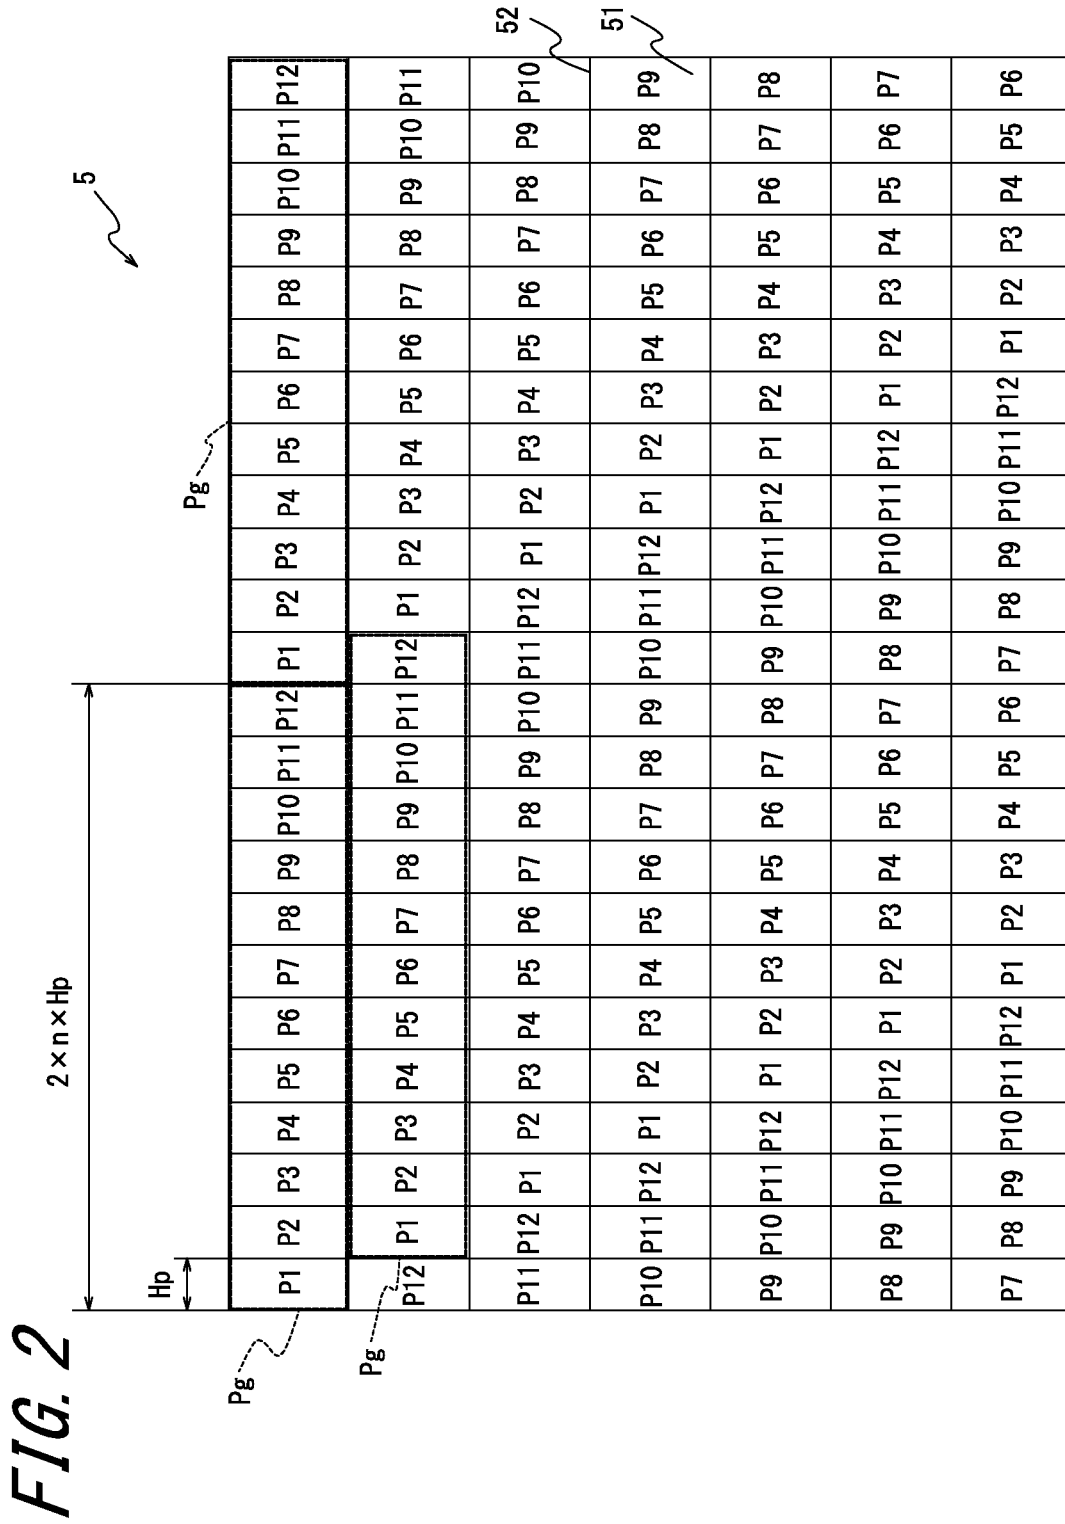 FIG. 2
2×n×Hp
5
Hp
Pg
Pg
P1 P2 P3 P4 P5 P6 P7 P8 P9 P10 P11 P12 P1 P2 P3 P4 P5 P6 P7 P8 P9 P10 P11 P12
Pg
P12 P1 P2 P3 P4 P5 P6 P7 P8 P9 P10 P11 P12 P1 P2 P3 P4 P5 P6 P7 P8 P9 P10 P11
P11 P12 P1 P2 P3 P4 P5 P6 P7 P8 P9 P10 P11 P12 P1 P2 P3 P4 P5 P6 P7 P8 P9 P10
52
P10 P11 P12 P1 P2 P3 P4 P5 P6 P7 P8 P9 P10 P11 P12 P1 P2 P3 P4 P5 P6 P7 P8 P9
51
P9 P10 P11 P12 P1 P2 P3 P4 P5 P6 P7 P8 P9 P10 P11 P12 P1 P2 P3 P4 P5 P6 P7 P8
P8 P9 P10 P11 P12 P1 P2 P3 P4 P5 P6 P7 P8 P9 P10 P11 P12 P1 P2 P3 P4 P5 P6 P7
P7 P8 P9 P10 P11 P12 P1 P2 P3 P4 P5 P6 P7 P8 P9 P10 P11 P12 P1 P2 P3 P4 P5 P6